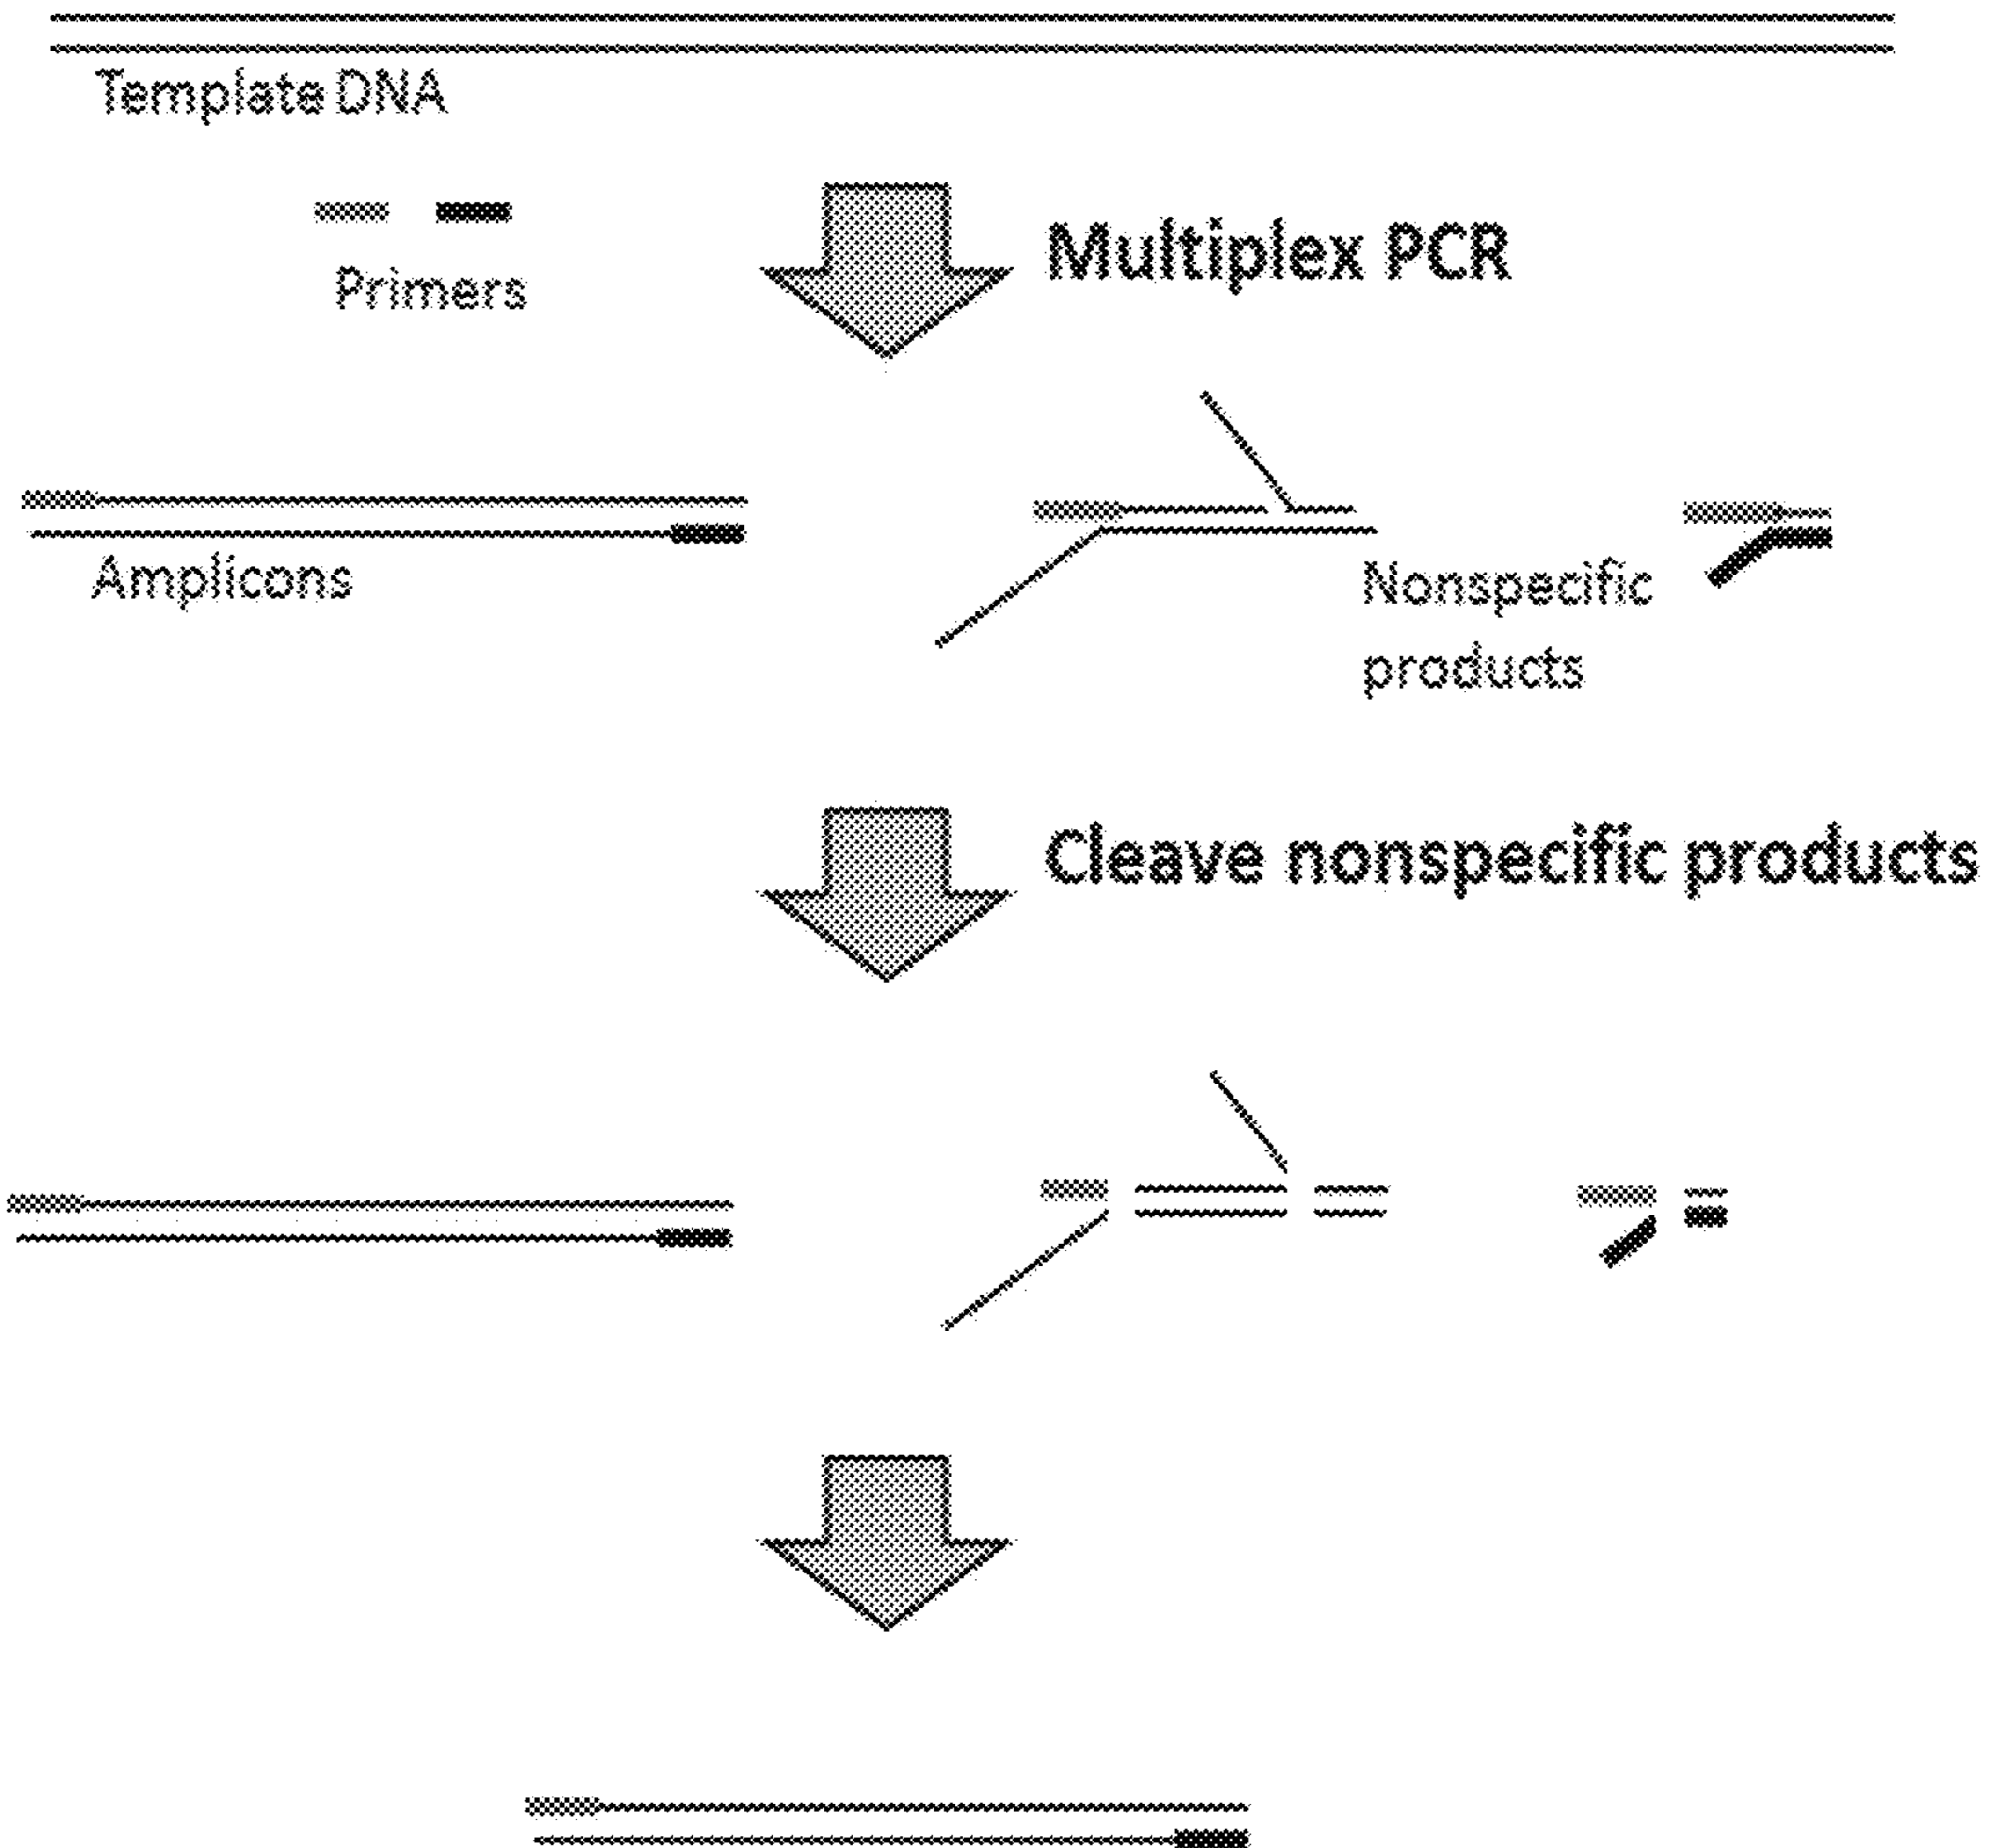 Template DNA
Primers
Multiplex PCR
Amplicons
Nonspecific
products
Cleave nonspecific products